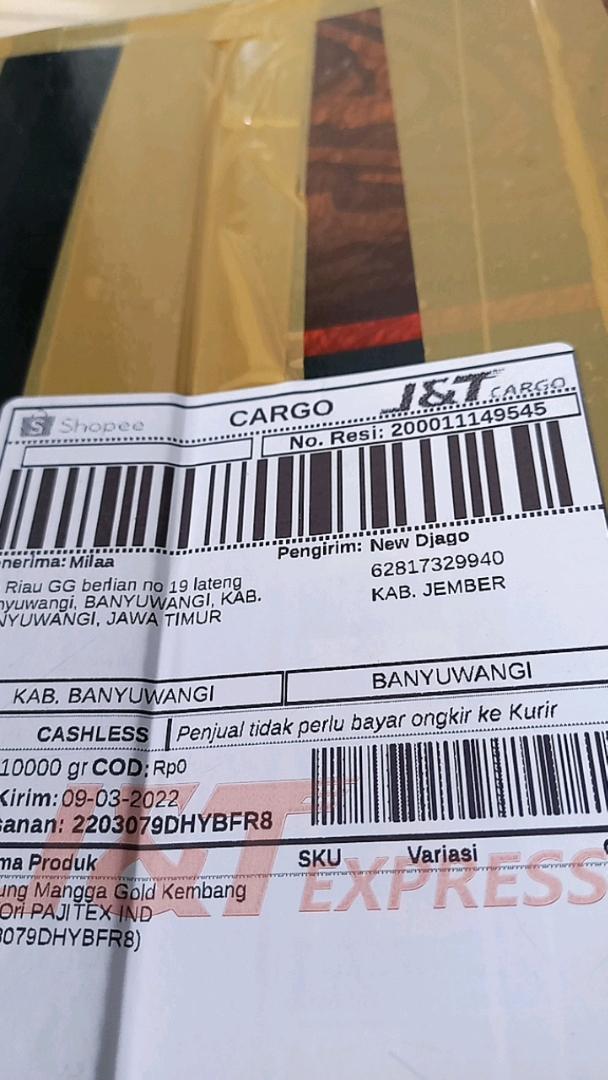 Shopee CARGO J&T CARGO
No. Resi: 200011149545
nerima: Milaa
Riau GG berlian no 19 lateng
nyuwangi, BANYUWANGI, KAB.
NYUWANGI, JAWA TIMUR
Pengirim: New Djago
62817329940
KAB. JEMBER
KAB. BANYUWANGI BANYUWANGI
CASHLESS Penjual tidak perlu bayar ongkir ke Kurir
10000 gr COD: Rp0
Kirim: 09-03-2022
sanan: 2203079DHYBFR8
ma Produk SKU Variasi
ung Mangga Gold Kembang
Ori PAJITEX IND
3079DHYBFR8)
J&T EXPRESS